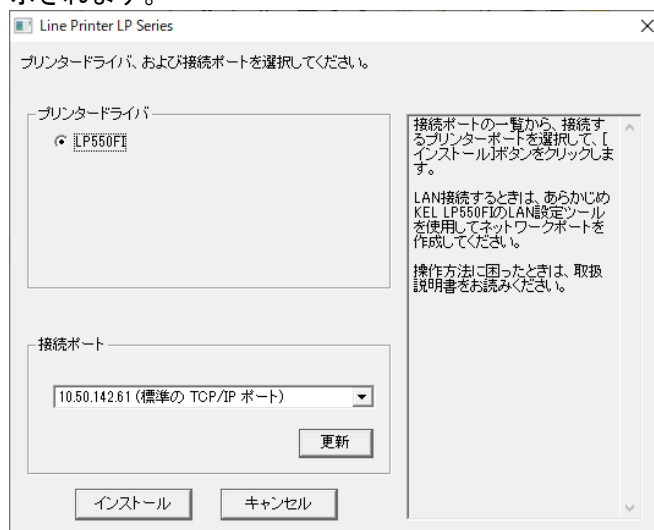 示されます。
Line Printer LP Series
プリンタードライバ、および接続ポートを選択してください。
プリンタードライバ
LP550FI
接続ポートの一覧から、接続す
るプリンターポートを選択して、[
インストール]ボタンをクリックしま
す。
LAN接続するときは、あらかじめ
KEL LP550FIのLAN設定ツール
を使用してネットワークポートを
作成してください。
操作方法に困ったときは、取扱
説明書をお読みください。
接続ポート
10.50.142.61 (標準の TCP/IP ポート)
更新
インストール
キャンセル